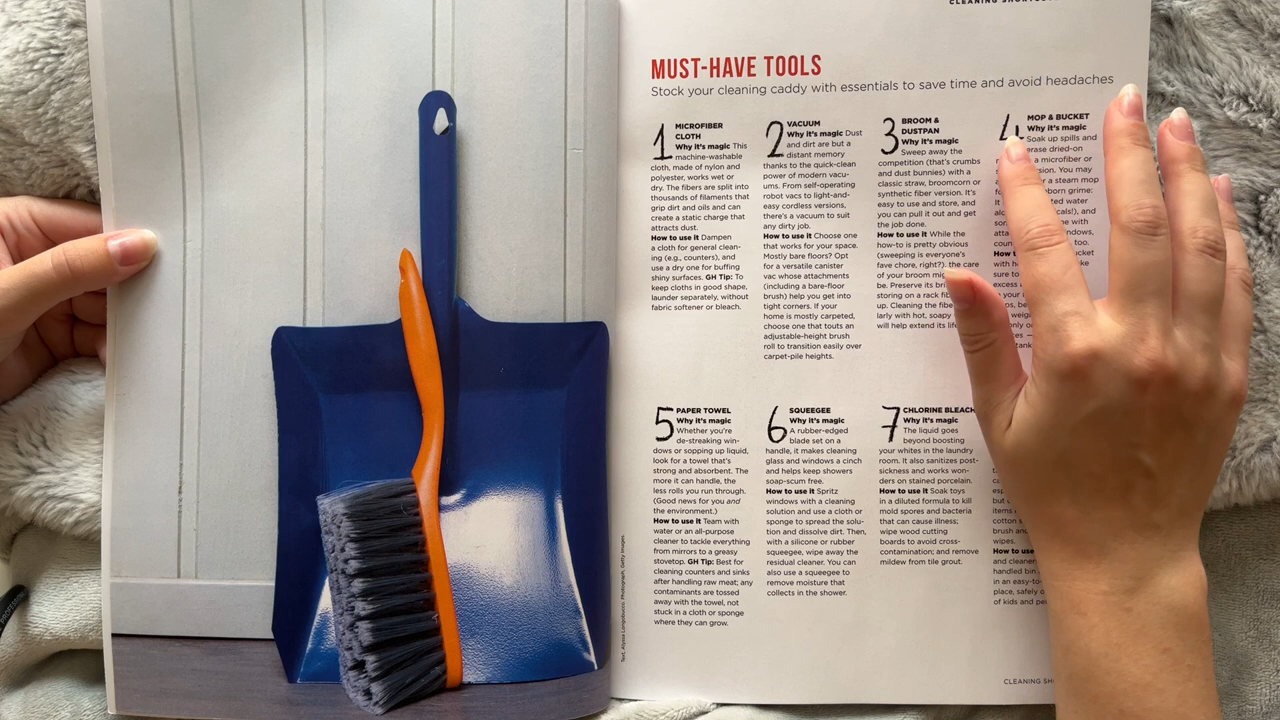 MUST-HAVE TOOLS
Stock your cleaning caddy with essentials to save time and avoid headaches
1
MICROFIBER
CLOTH
Why it's magic This
machine-washable
cloth, made of nylon and
polyester, works wet or
dry. The fibers are split into
thousands of filaments that
grip dirt and oils and can
create a static charge that
attracts dust.
How to use it Dampen
a cloth for general clean-
ing (e.g., counters), and
use a dry one for buffing
shiny surfaces. GH Tip: To
keep cloths in good shape,
launder separately, without
fabric softener or bleach.
2
VACUUM
Why it's magic Dust
and dirt are but a
distant memory
thanks to the quick-clean
power of modern vacu-
ums. From self-operating
robot vacs to light-and-
easy cordless versions,
there's a vacuum to suit
any dirty job.
How to use it Choose one
that works for your space.
Mostly bare floors? Opt
for a versatile canister
vac whose attachments
(including a bare-floor
brush) help you get into
tight corners. If your
home is mostly carpeted,
choose one that touts an
adjustable-height brush
roll to transition easily over
carpet-pile heights.
3
BROOM &
DUSTPAN
Why it's magic
Sweep away the
competition (that's crumbs
and dust bunnies) with a
classic straw, broomcorn or
synthetic fiber version. It's
easy to use and store, and
you can pull it out and get
the job done.
How to use it While the
how-to is pretty obvious
(sweeping is everyone's
fave chore, right?), the care
of your broom
be. Preserve its
storing on a rack
up. Cleaning the
larly with hot, soapy
will help extend its
4
MOP & BUCKET
Why it's magic
Soak up spills and
dried-on
a microfiber or
You may
a steam mop
grime:
It water
and
with
too.
with
sure to
excess
5
PAPER TOWEL
Why it's magic
Whether you're
de-streaking win-
dows or sopping up liquid,
look for a towel that's
strong and absorbent. The
more it can handle, the
less rolls you run through.
(Good news for you and
the environment.)
How to use it Team with
water or an all-purpose
cleaner to tackle everything
from mirrors to a greasy
stovetop. GH Tip: Best for
cleaning counters and sinks
after handling raw meat; any
contaminants are tossed
away with the towel, not
stuck in a cloth or sponge
where they can grow.
6
SQUEEGEE
Why it's magic
A rubber-edged
blade set on a
handle, it makes cleaning
glass and windows a cinch
and helps keep showers
soap-scum free.
How to use it Spritz
windows with a cleaning
solution and use a cloth or
sponge to spread the solu-
tion and dissolve dirt. Then,
with a silicone or rubber
squeegee, wipe away the
residual cleaner. You can
also use a squeegee to
remove moisture that
collects in the shower.
7
CHLORINE BLEACH
Why it's magic
The liquid goes
beyond boosting
your whites in the laundry
room. It also sanitizes post-
sickness and works won-
ders on stained porcelain.
How to use it Soak toys
in a diluted formula to kill
mold spores and bacteria
that can cause illness;
wipe wood cutting
boards to avoid cross-
contamination; and remove
mildew from tile grout.
items
cotton
brush
wipes.
How to use
and cleaner
handled bin
in an easy-to-
place, safely
of kids and
Text, Alyssa Longobucco. Photograph, Getty Images.
CLEANING